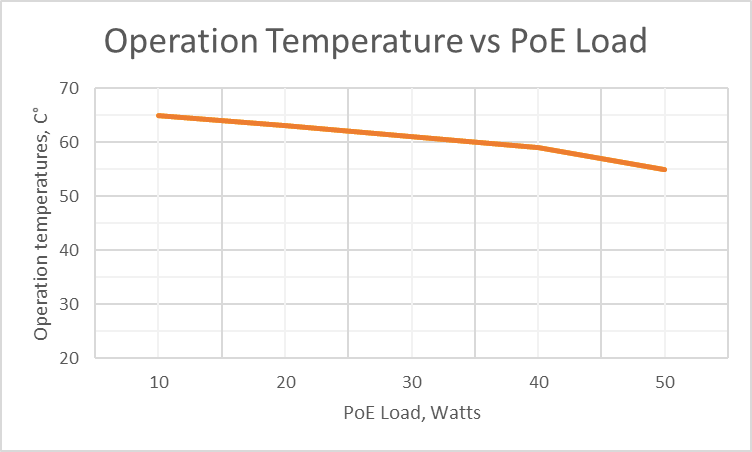 Operation Temperature vs PoE Load
Operation temperatures, C°
70
60
50
40
30
20
10 20 30 40 50
PoE Load, Watts